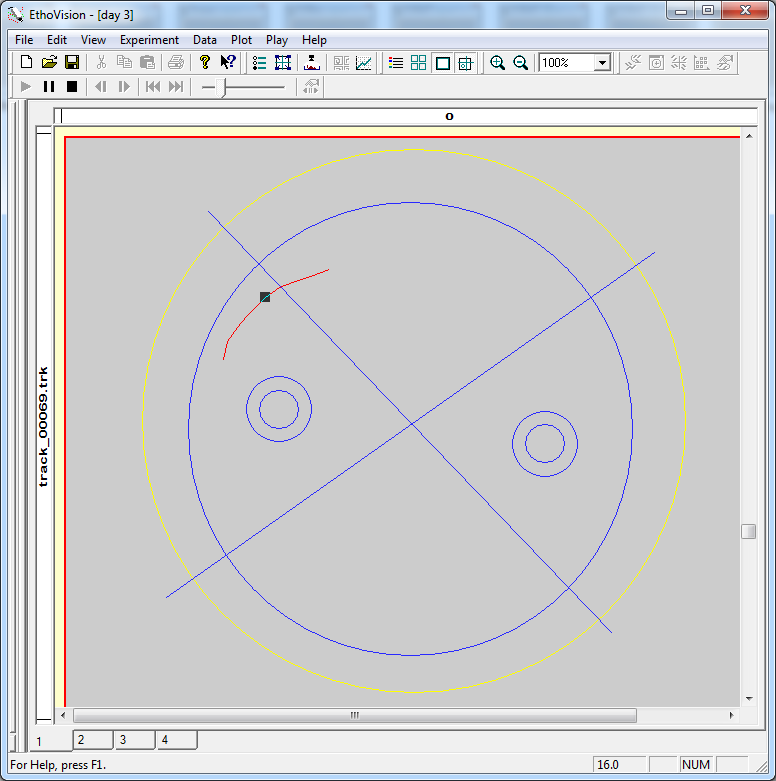 EthoVision - [day 3]
File Edit View Experiment Data Plot Play Help
100%
o
track_00069.trk
1 2 3 4
For Help, press F1. 16.0 NUM